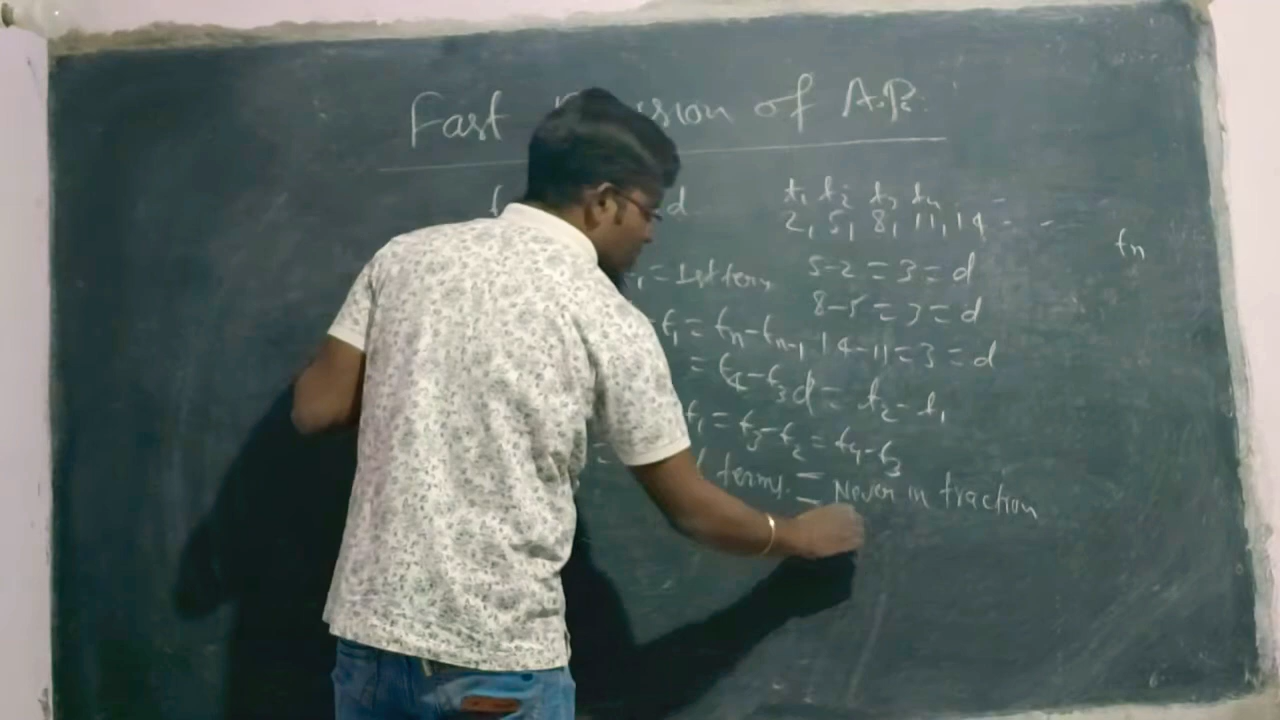 Fast ssion of A.P.
d
t₁ t₂ t₃ t₄ - -
2, 5, 8, 11, 14 - -
tn
= 1st term
5-2 = 3 = d
8-5 = 3 = d
t₁ = tn - tn-1
14-11 = 3 = d
= t₄ - t₃
d = t₂ - t₁
t₁ = t₃ - t₂ = t₄ - t₃
terms. = Never in fraction